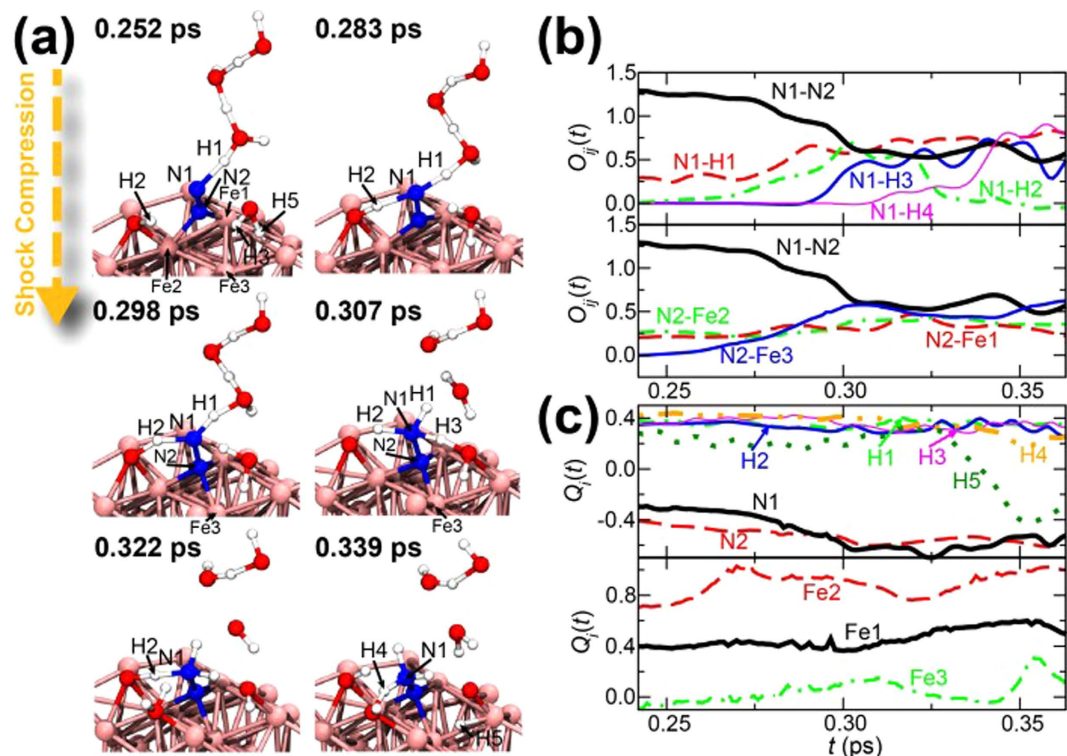 (a)
Shock Compression
0.252 ps
H1
N1
N2
H2
Fe1
H5
H3
Fe2
Fe3
0.283 ps
H1
N1
H2
0.298 ps
H1
N1
H2
N2
Fe3
0.307 ps
N1
H1
H2
H3
N2
Fe3
0.322 ps
H2
N1
0.339 ps
H4
N1
H5
(b)
1.5
1.0
0.5
0.0
Oij(t)
N1-N2
N1-H1
N1-H3
N1-H2
N1-H4
1.5
1.0
0.5
0.0
Oij(t)
N1-N2
N2-Fe2
N2-Fe3
N2-Fe1
0.25 0.30 0.35
(c)
0.4
0.0
-0.4
Qi(t)
H2
H1
H3
H4
H5
N1
N2
0.8
0.4
0.0
Qi(t)
Fe2
Fe1
Fe3
0.25 0.30 0.35
t (ps)